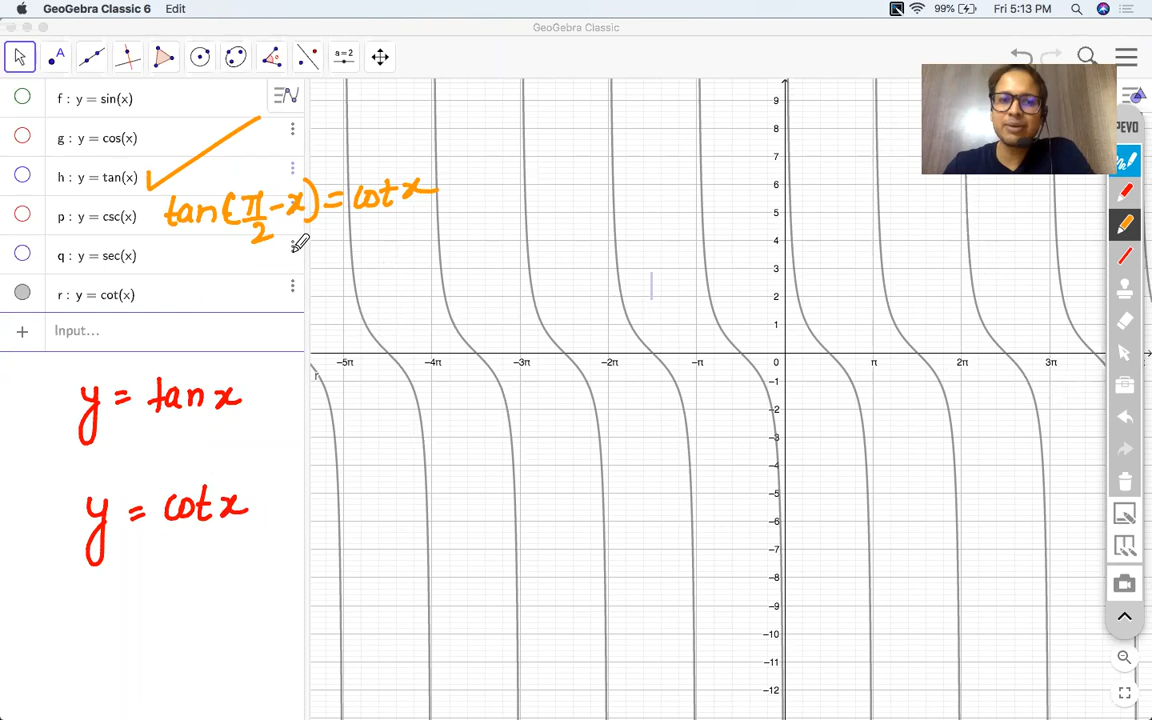 GeoGebra Classic 6 Edit 99% Fri 5:13 PM
GeoGebra Classic
a=2
f : y = sin(x)
g : y = cos(x)
h : y = tan(x)
p : y = csc(x)
q : y = sec(x)
r : y = cot(x)
Input...
tan(π/2 - x) = cot x
y = tan x
y = cot x
9
8
7
6
5
4
3
2
1
0
−1
−2
−3
−4
−5
−6
−7
−8
−9
−10
−11
−12
−5π −4π −3π −2π −π π 2π 3π
r
A